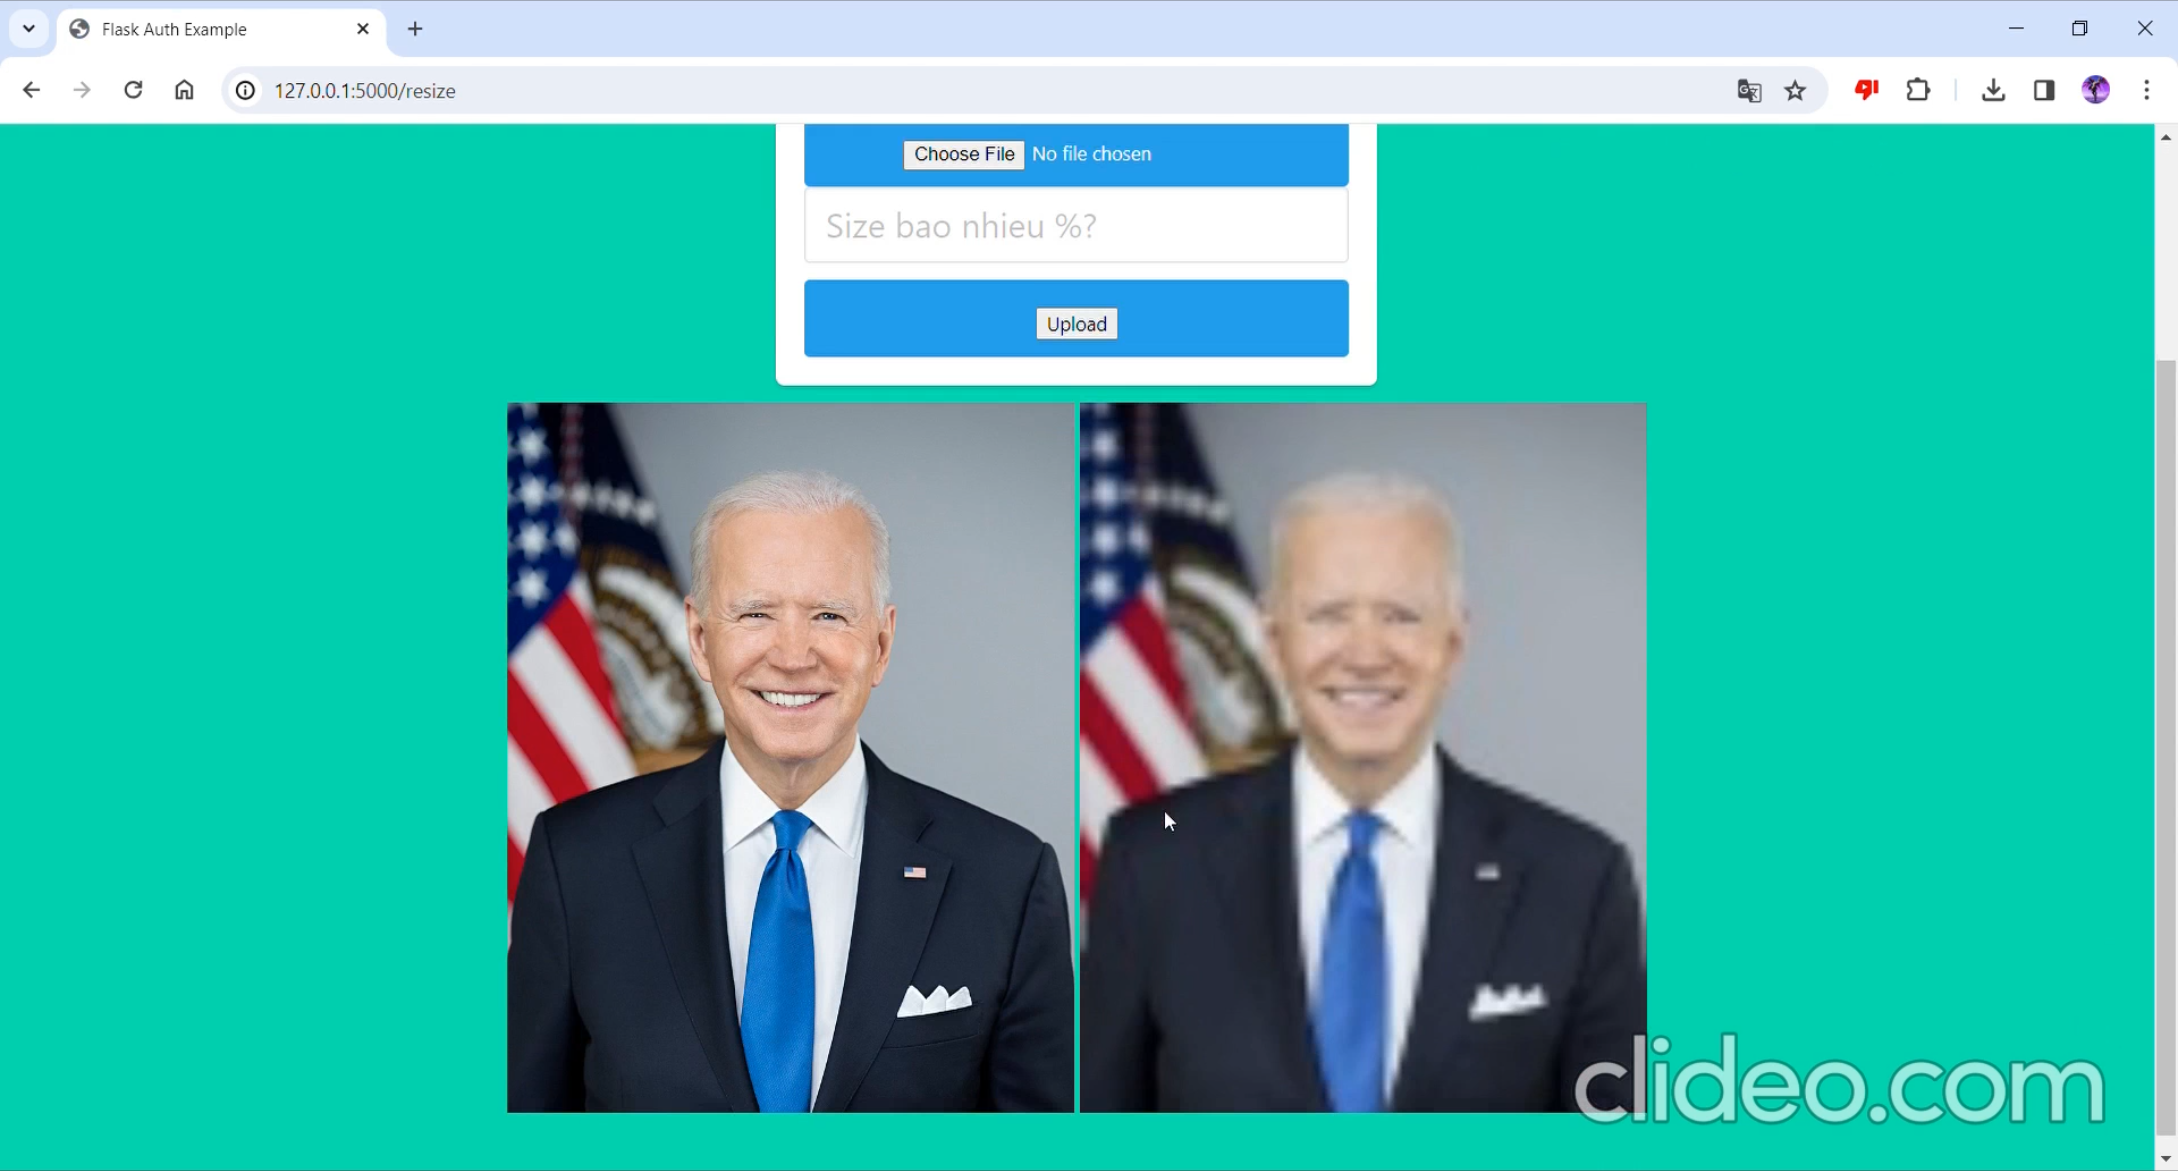 Flask Auth Example
127.0.0.1:5000/resize
Choose File No file chosen
Size bao nhieu %?
Upload
clideo.com